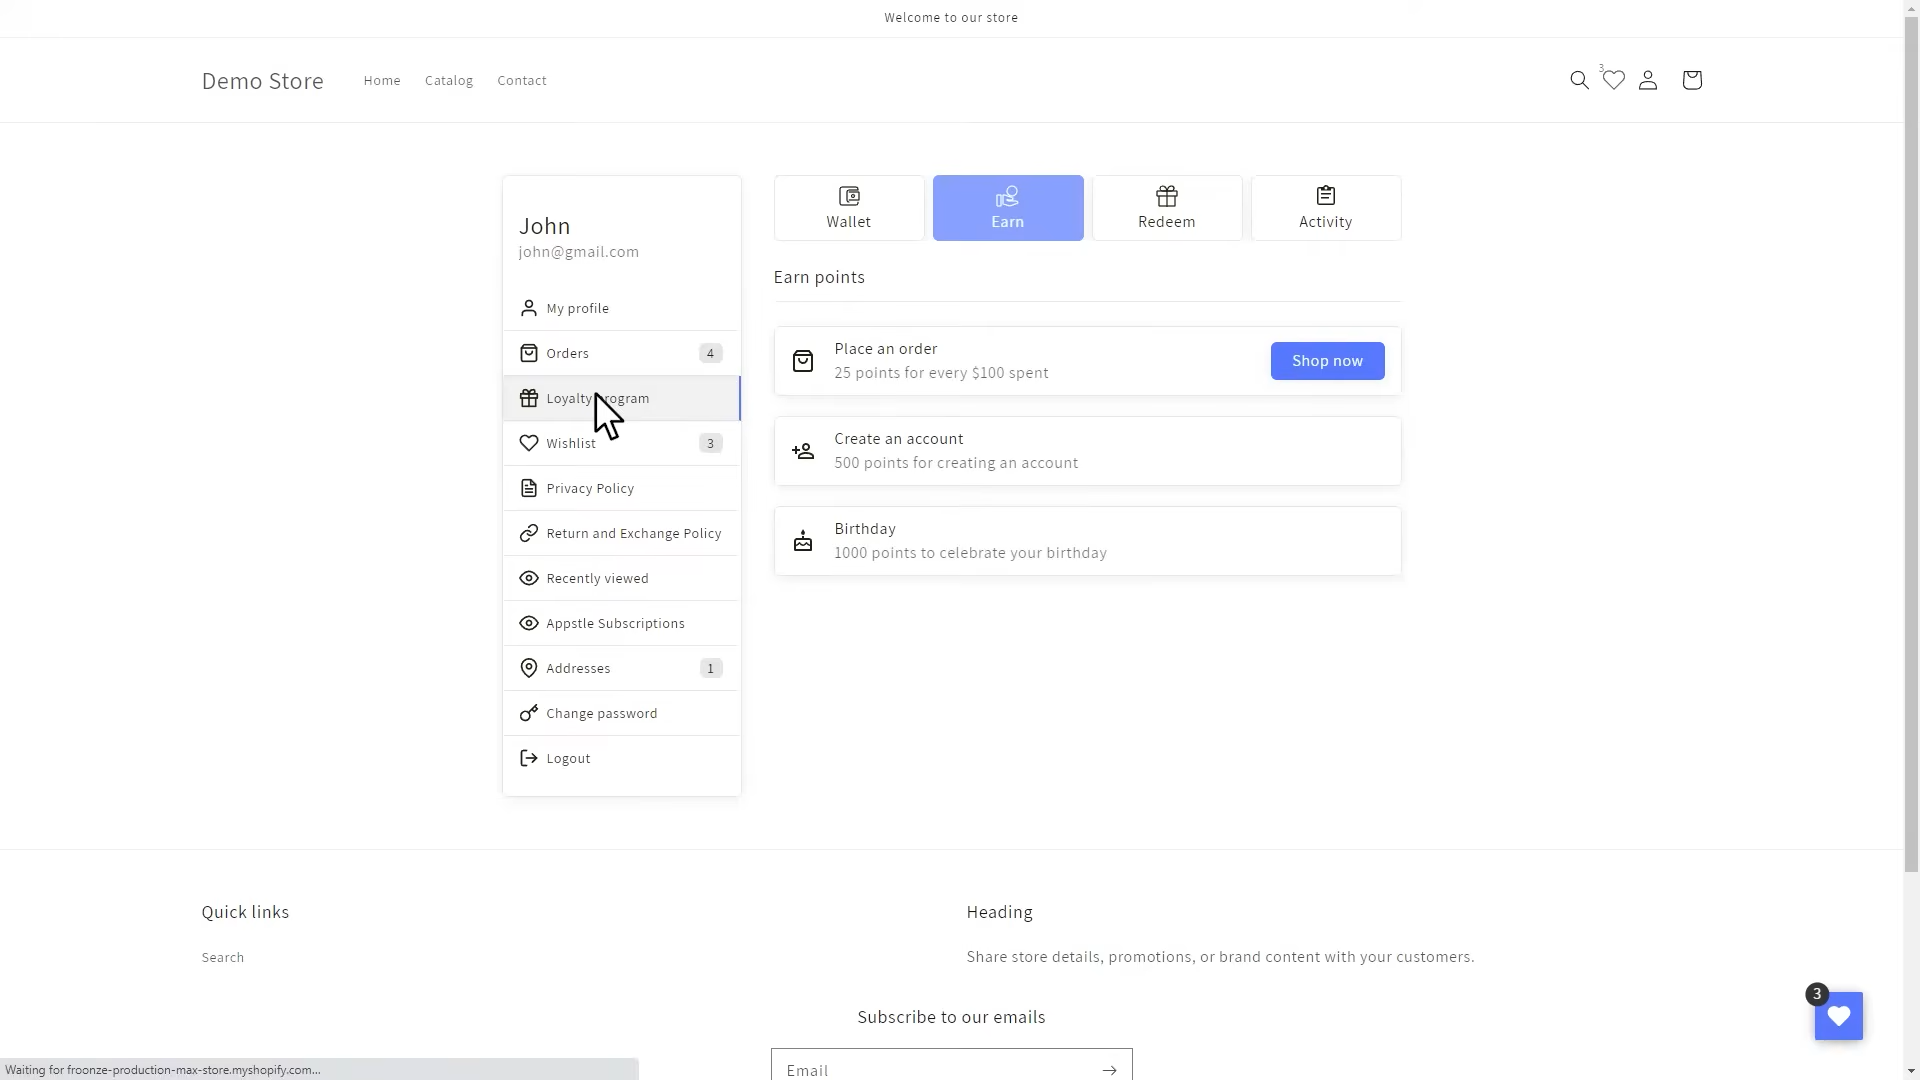 Welcome to our store
Demo Store
Home
Catalog
Contact
3
John
john@gmail.com
My profile
Orders
4
Loyalty
Wishlist
3
Privacy Policy
Return and Exchange Policy
Recently viewed
Appstle Subscriptions
Addresses
1
Change password
Logout
Wallet
Earn
Redeem
Activity
Earn points
Place an order
25 points for every $100 spent
Shop now
Create an account
500 points for creating an account
Birthday
1000 points to celebrate your birthday
Quick links
Search
Heading
Share store details, promotions, or brand content with your customers.
Subscribe to our emails
Email
3
Waiting for froonze-production-max-store.myshopify.com...